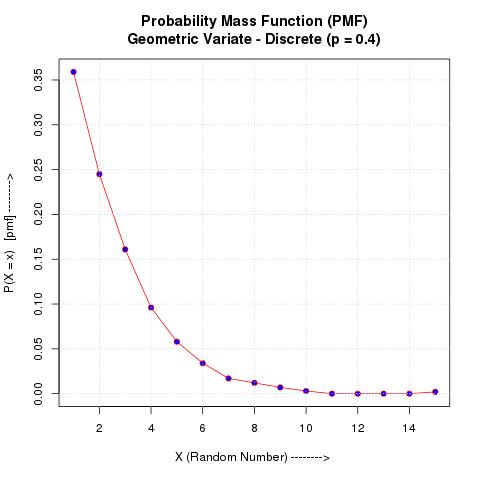 Probability Mass Function (PMF)
Geometric Variate - Discrete (p = 0.4)
P(X = x) [pmf] -------->
0.35
0.30
0.25
0.20
0.15
0.10
0.05
0.00
2 4 6 8 10 12 14
X (Random Number) -------->